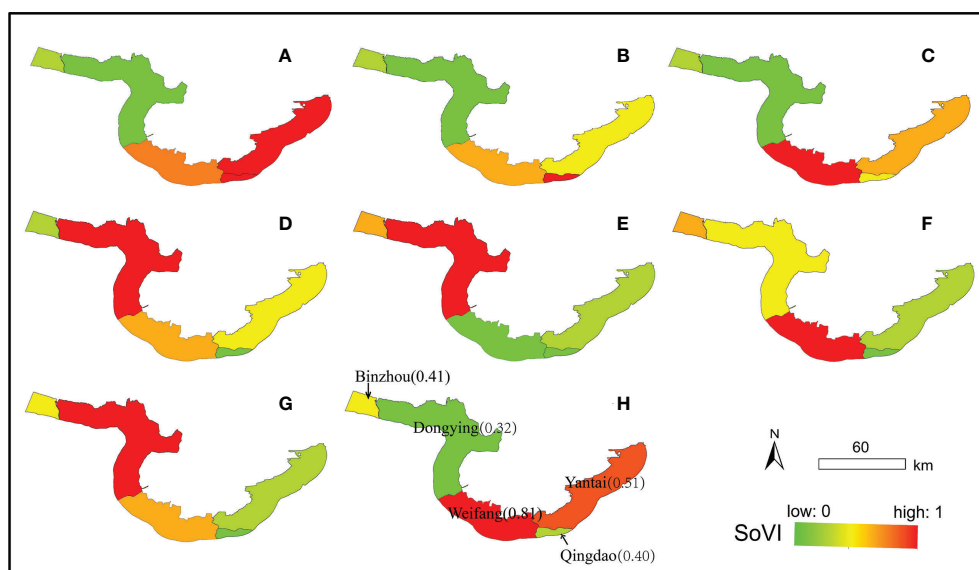 A
B
C
D
E
F
G
H
Binzhou(0.41)
Dongying(0.32)
Yantai(0.51)
Weifang(0.81)
Qingdao(0.40)
N
60
km
low: 0
high: 1
SoVI